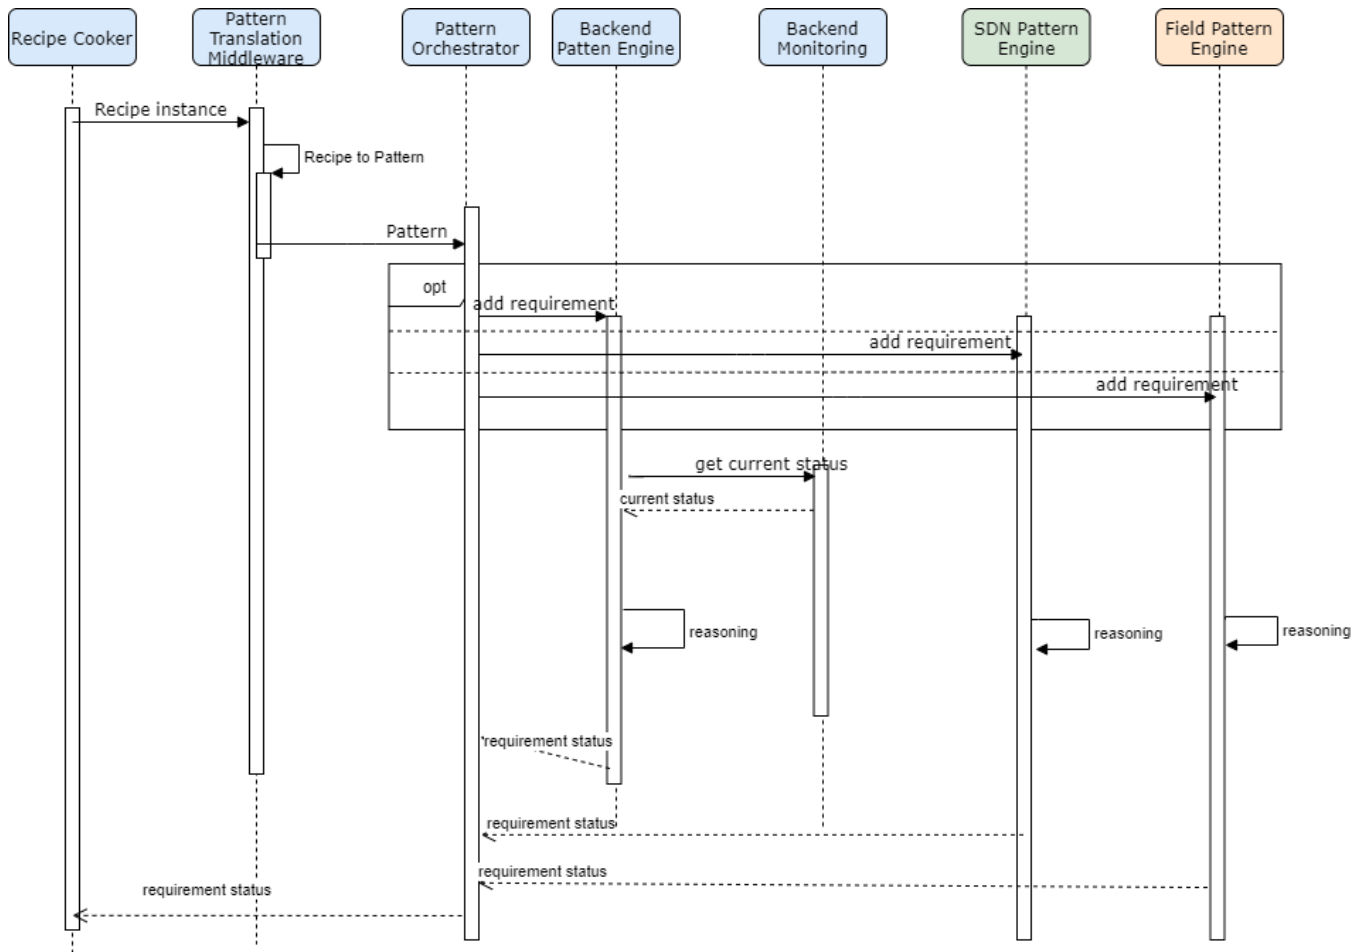 Recipe Cooker
Pattern
Translation
Middleware
Pattern
Orchestrator
Backend
Patten Engine
Backend
Monitoring
SDN Pattern
Engine
Field Pattern
Engine
Recipe instance
Recipe to Pattern
Pattern
opt
add requirement
add requirement
add requirement
get current status
current status
reasoning
reasoning
reasoning
requirement status
requirement status
requirement status
requirement status